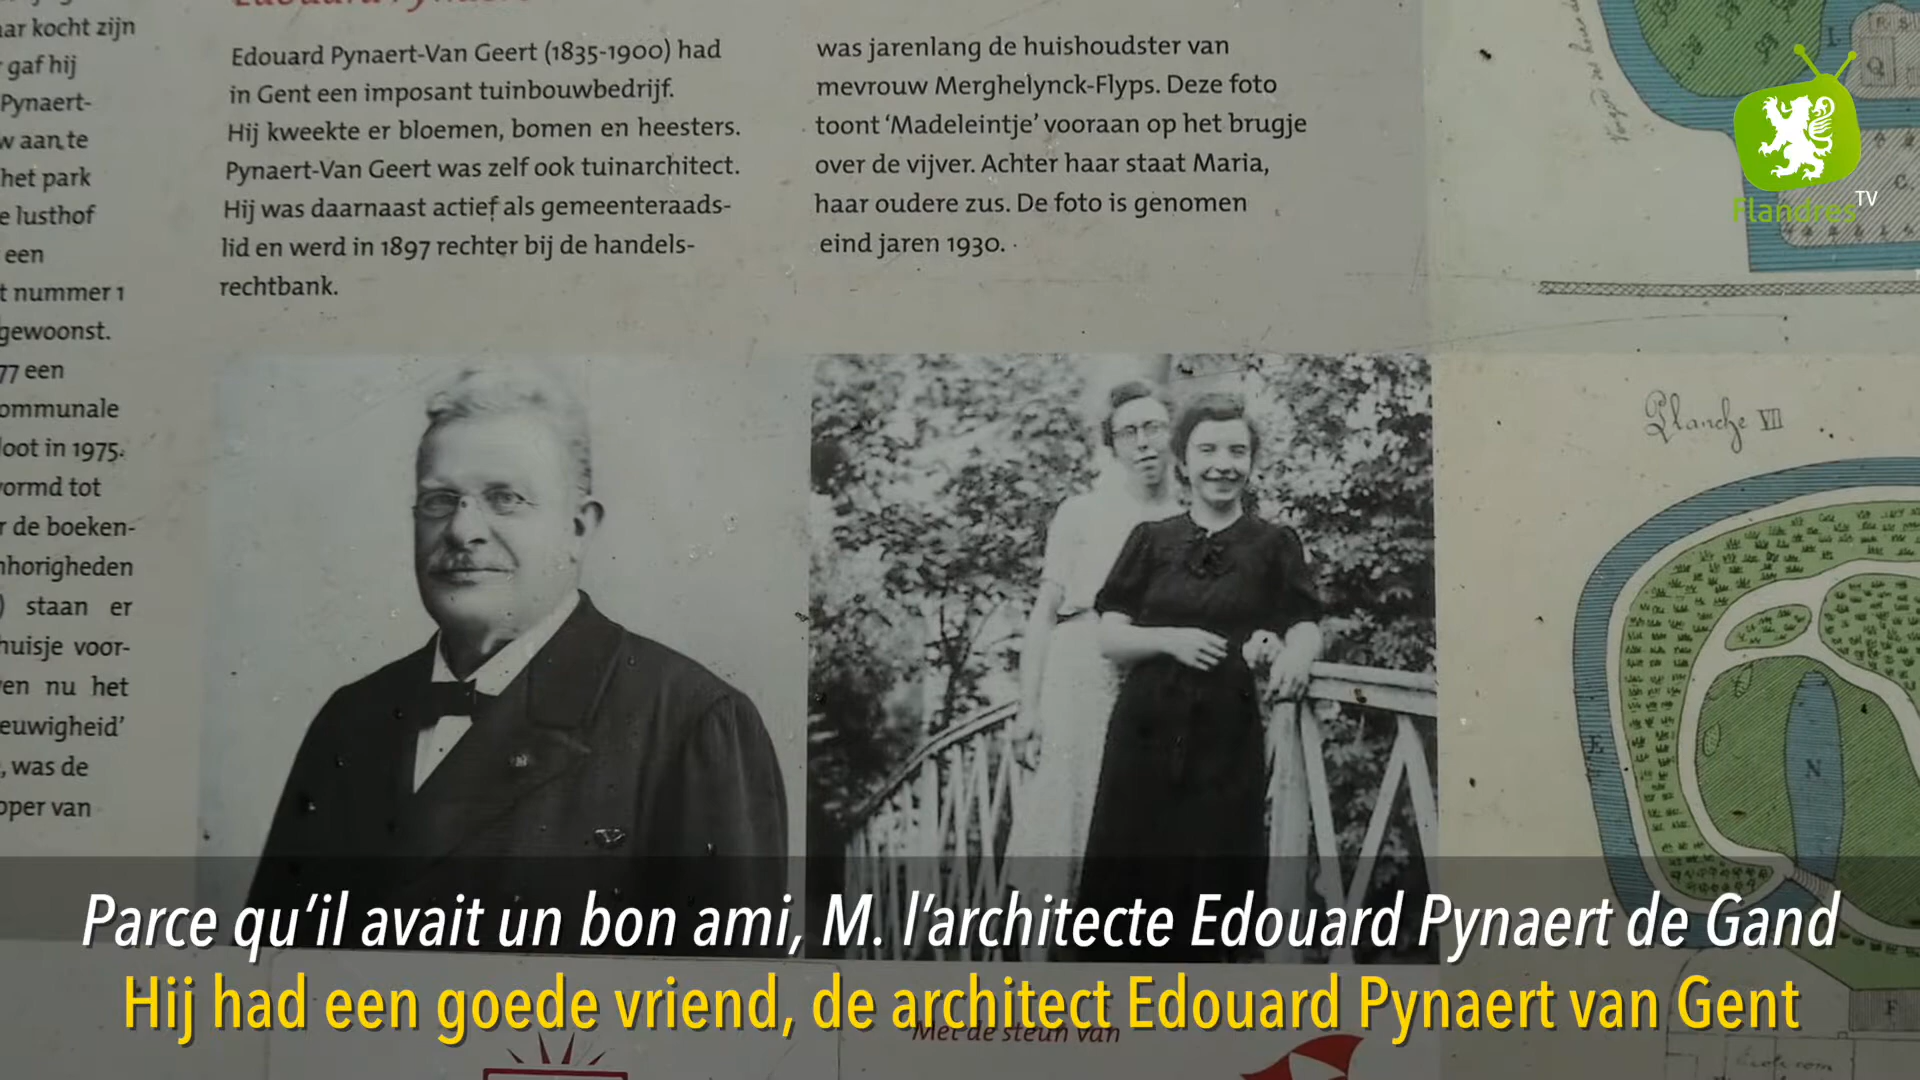 aar kocht zijn
gaf hij
Pynaert-
w aan te
het park
e lusthof
een
t nummer 1
gewoonst.
77 een
ommunale
loot in 1975.
ormd tot
r de boeken-
nhorigheden
) staan er
huisje voor-
en nu het
euwigheid'
, was de
oper van
Edouard Pynaert-Van Geert (1835-1900) had
in Gent een imposant tuinbouwbedrijf.
Hij kweekte er bloemen, bomen en heesters.
Pynaert-Van Geert was zelf ook tuinarchitect.
Hij was daarnaast actief als gemeenteraads-
lid en werd in 1897 rechter bij de handels-
rechtbank.
was jarenlang de huishoudster van
mevrouw Merghelynck-Flyps. Deze foto
toont 'Madeleintje' vooraan op het brugje
over de vijver. Achter haar staat Maria,
haar oudere zus. De foto is genomen
eind jaren 1930.
L
Q
C.
Flandres TV
Planche VII
E
N
F
Parce qu'il avait un bon ami, M. l'architecte Edouard Pynaert de Gand
Hij had een goede vriend, de architect Edouard Pynaert van Gent
Met de steun van